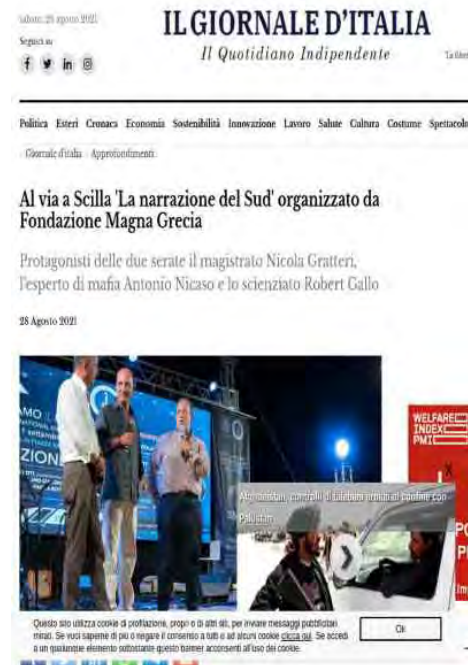 sabato, 28 agosto 2021
IL GIORNALE D'ITALIA
Seguici su
Il Quotidiano Indipendente
Politica Esteri Cronaca Economia Sostenibilità Innovazione Lavoro Salute Cultura Costume Spettacolo
Giornale d'italia Approfondimenti
Al via a Scilla 'La narrazione del Sud' organizzato da
Fondazione Magna Grecia
Protagonisti delle due serate il magistrato Nicola Gratteri,
l'esperto di mafia Antonio Nicaso e lo scienziato Robert Gallo
28 Agosto 2021
WELFARE
INDEX
PMI
AMO
settembre
ZION
Afghanistan, controlli di talebani armati al confine con
Pakistan
Questo sito utilizza cookie di profilazione, propri o di altri siti, per inviare messaggi pubblicitari
mirati. Se vuoi saperne di più o negare il consenso a tutti o ad alcuni cookie clicca qui. Se accedi
a un qualunque elemento sottostante questo banner acconsenti all'uso dei cookie.
Ok